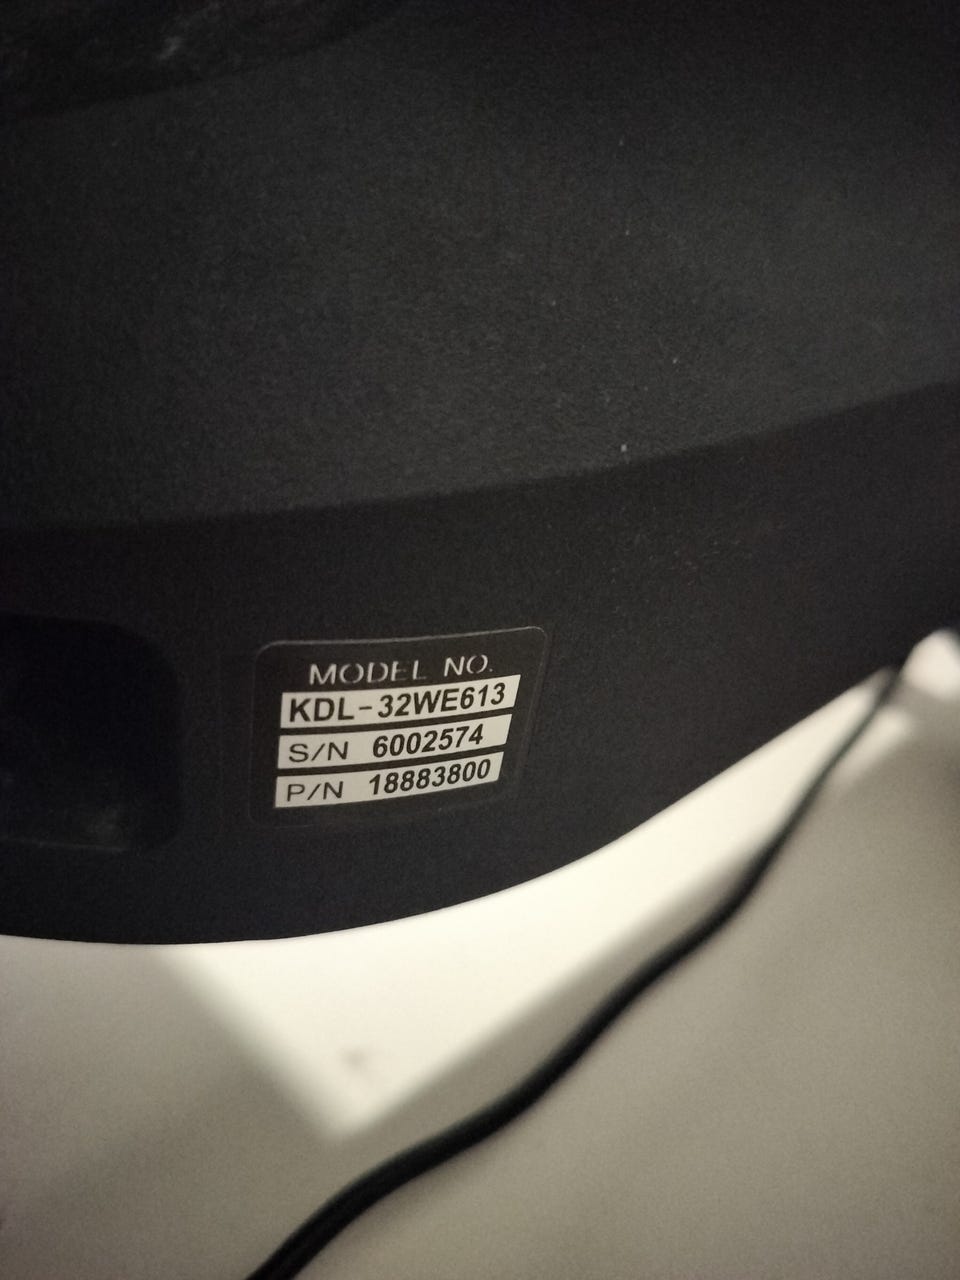 MODEL NO.
KDL-32WE613
S/N 6002574
P/N 18883800